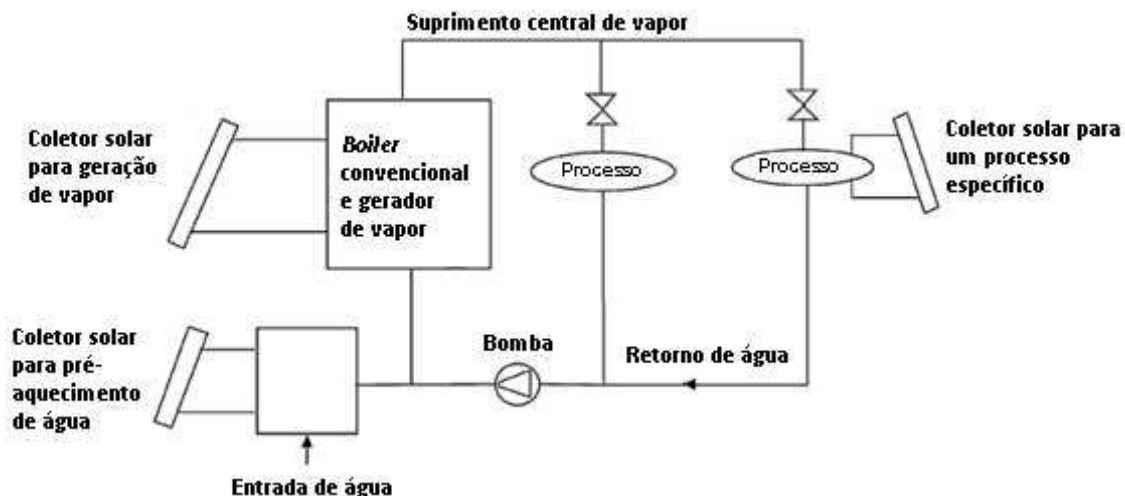 Suprimento central de vapor
Coletor solar
para geração
de vapor
Boiler
convencional
e gerador
de vapor
Processo
Processo
Coletor solar para
um processo
específico
Coletor solar
para pré-
aquecimento
de água
Bomba
Retorno de água
Entrada de água